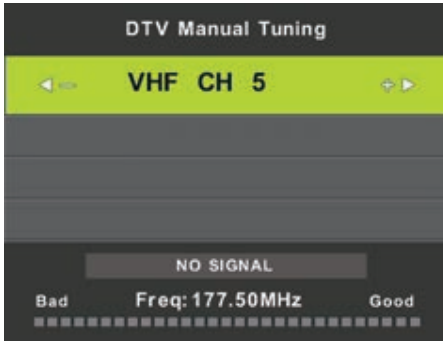 DTV Manual Tuning
VHF CH 5
NO SIGNAL
Bad Freq:177.50MHz Good